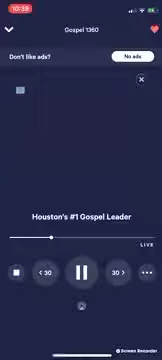 10:39
Gospel 1360
Don't like ads?
No ads
Houston's #1 Gospel Leader
LIVE
30
30
Screen Recorder